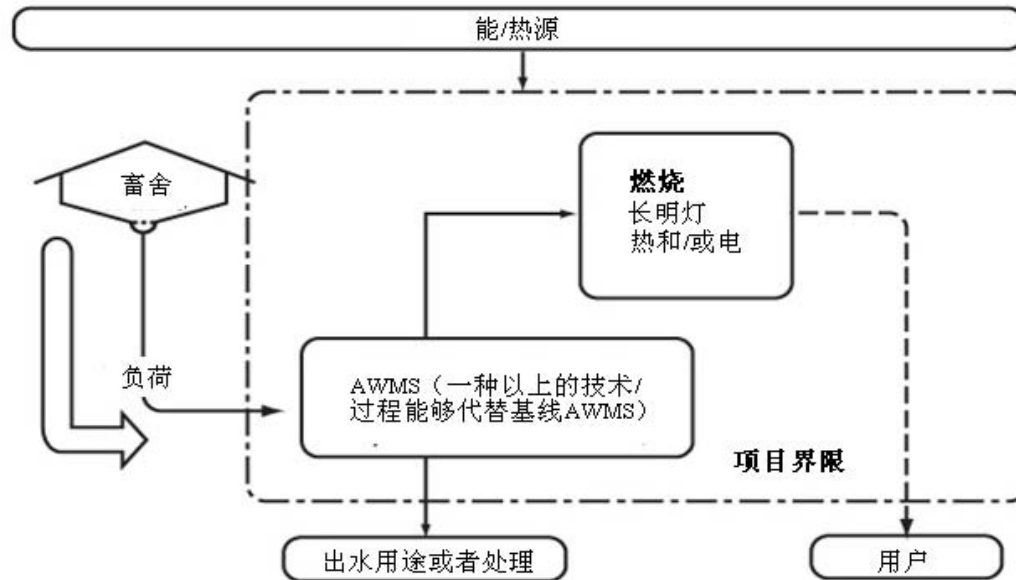 能/热源
畜舍
燃烧
长明灯
热和/或电
负荷
AWMS（一种以上的技术/
过程能够代替基线AWMS）
项目界限
出水用途或者处理
用户